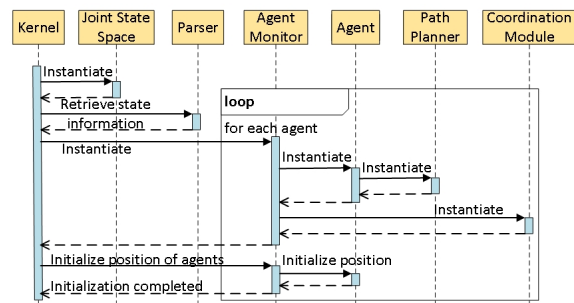 Kernel
Joint State
Space
Parser
Agent
Monitor
Agent
Path
Planner
Coordination
Module
Instantiate
Retrieve state
information
loop
for each agent
Instantiate
Instantiate
Instantiate
Instantiate
Initialize position of agents
Initialize position
Initialization completed